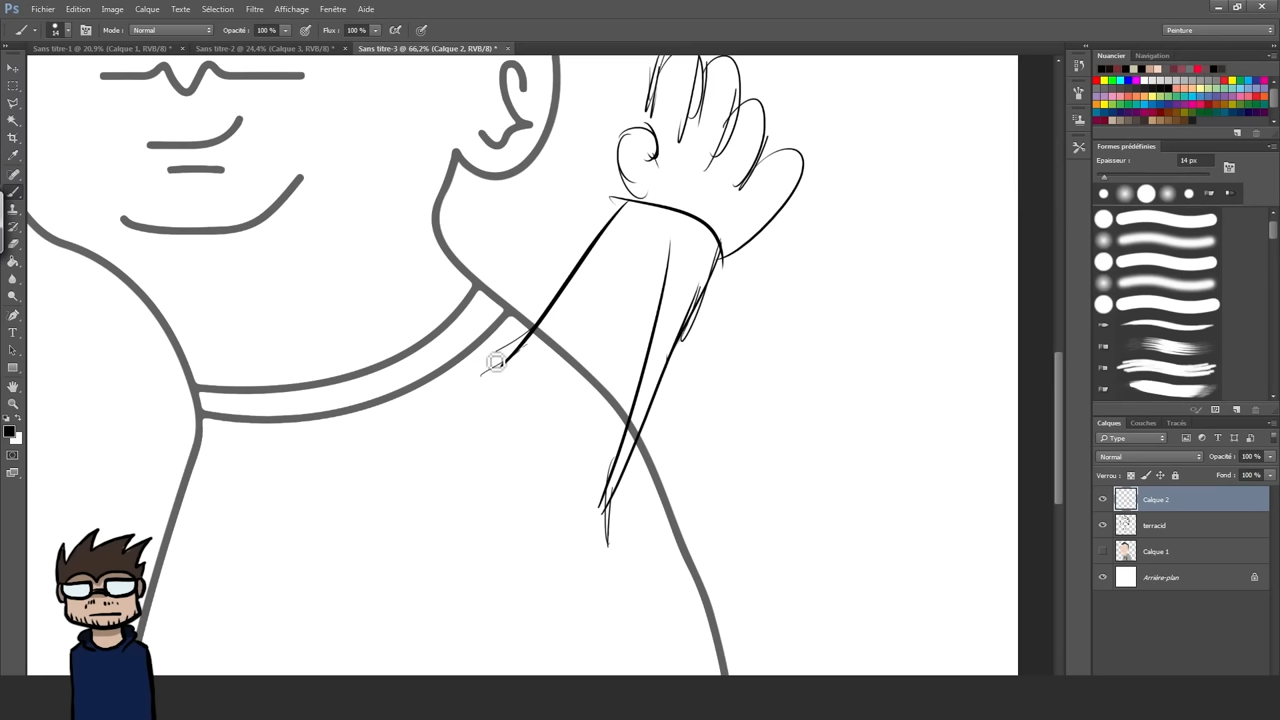 Ps Fichier Edition Image Calque Texte Sélection Filtre Affichage Fenêtre Aide
14 Mode : Normal Opacité : 100 % Flux : 100 % Peinture
Sans titre-1 @ 20,9% (Calque 1, RVB/8) * × Sans titre-2 @ 24,4% (Calque 3, RVB/8) * × Sans titre-3 @ 66,2% (Calque 2, RVB/8) * ×
Nuancier Navigation
Formes prédéfinies
Epaisseur : 14 px
Calques Couches Tracés
Type
Normal Opacité : 100 %
Verrou : Fond : 100 %
Calque 2
terracid
Calque 1
Arrière-plan